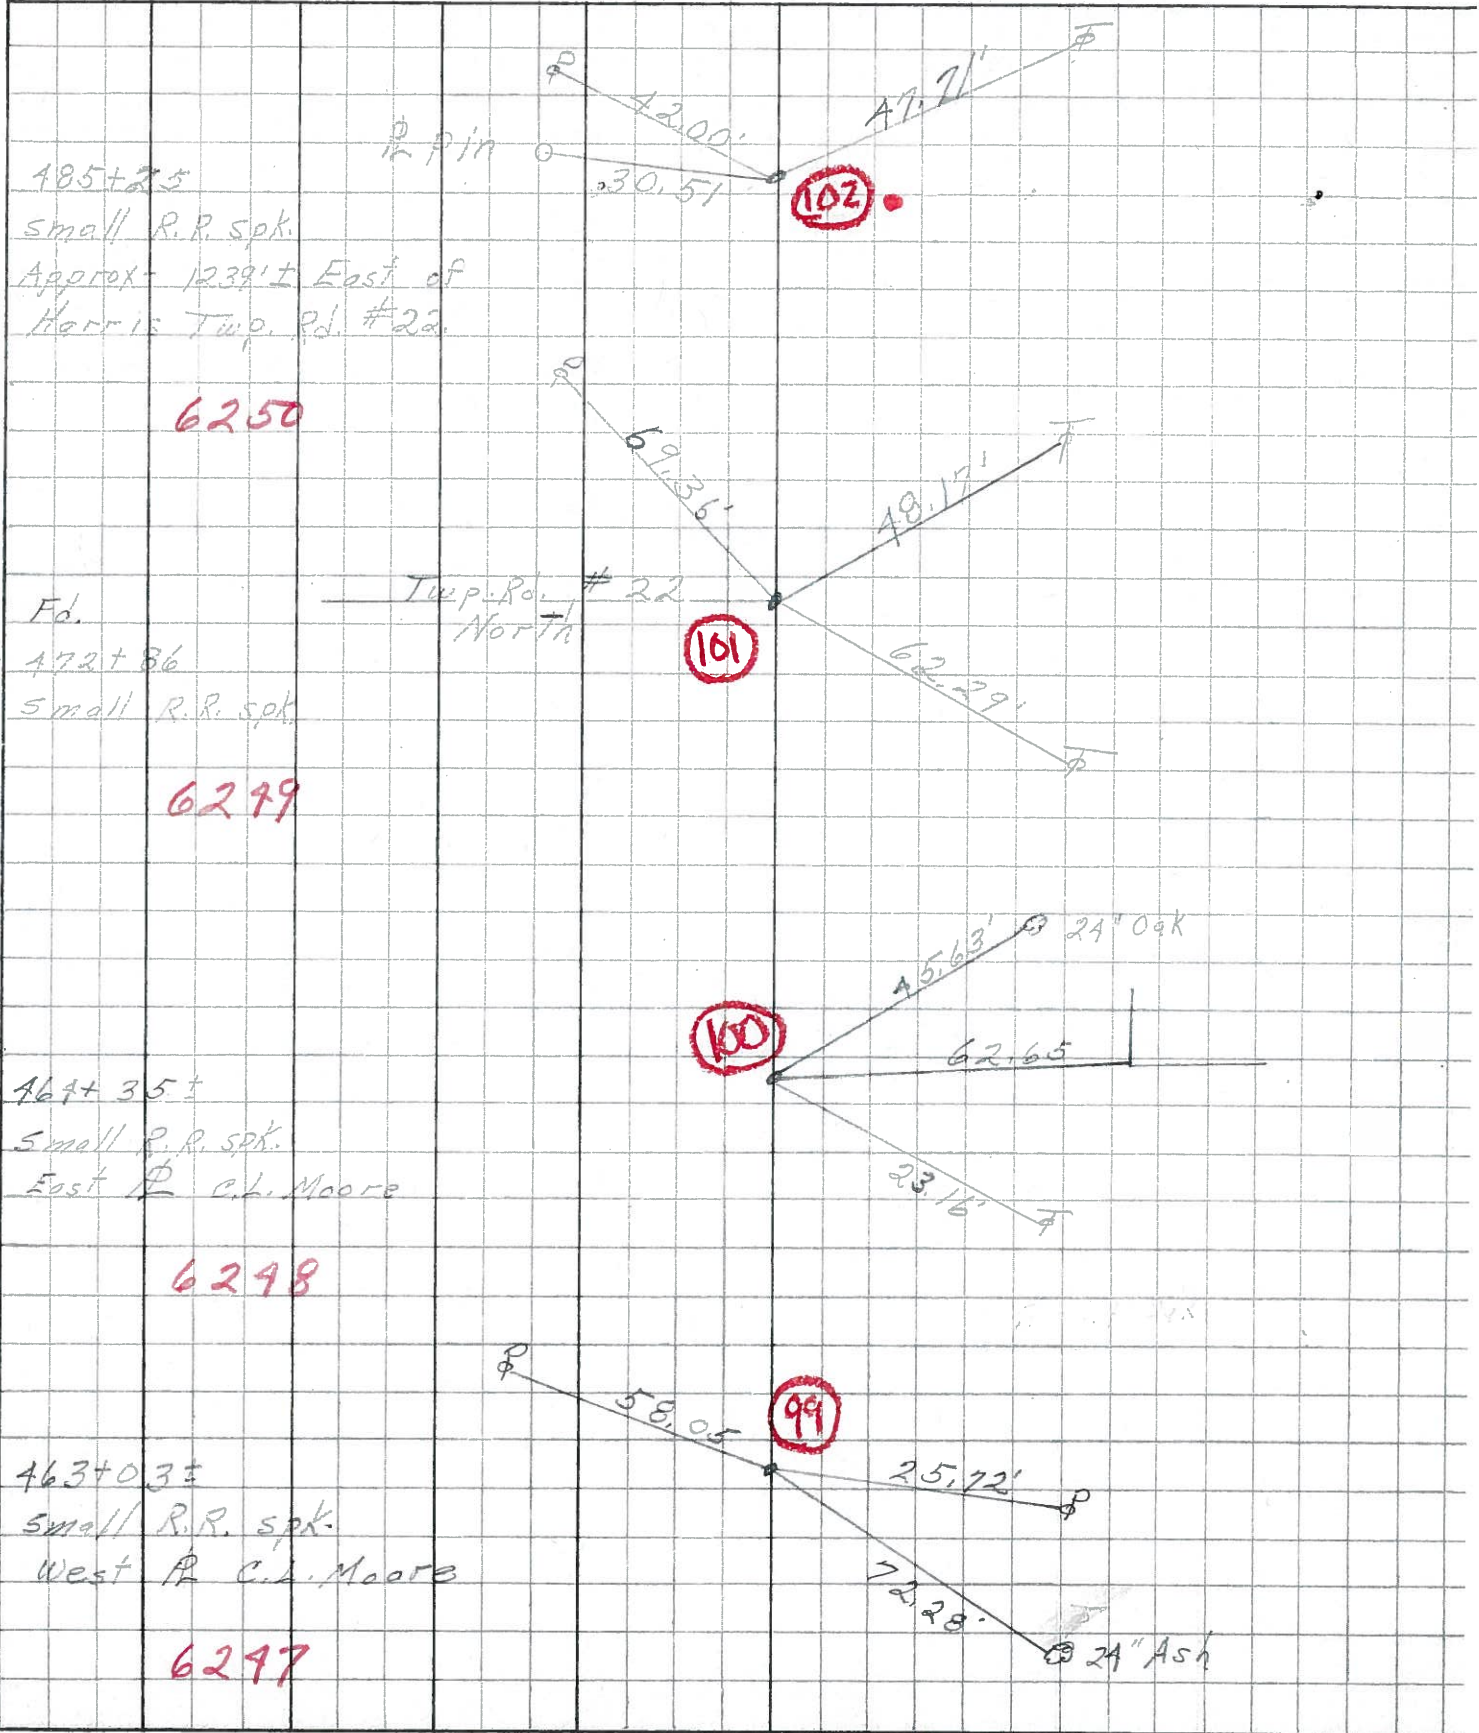 P
T
42.00'
47.71'
PL Pin
30.51
102
485+25
small R.R. spk.
Approx- 1239'± East of
Harris Twp. Rd. #22
P
6250
69.36'
T
48.17'
Twp. Rd. # 22
North
Fd.
101
472+86
small R.R. spk
62.29'
T
6249
45.63'
24" Oak
100
62.65
464+35±
small R.R. spk.
East PL C.L. Moore
23.16'
T
6248
P
58.05
99
463+03±
25.72'
P
small R.R. spk.
West PL C.L. Moore
72.28'
24" Ash
6247